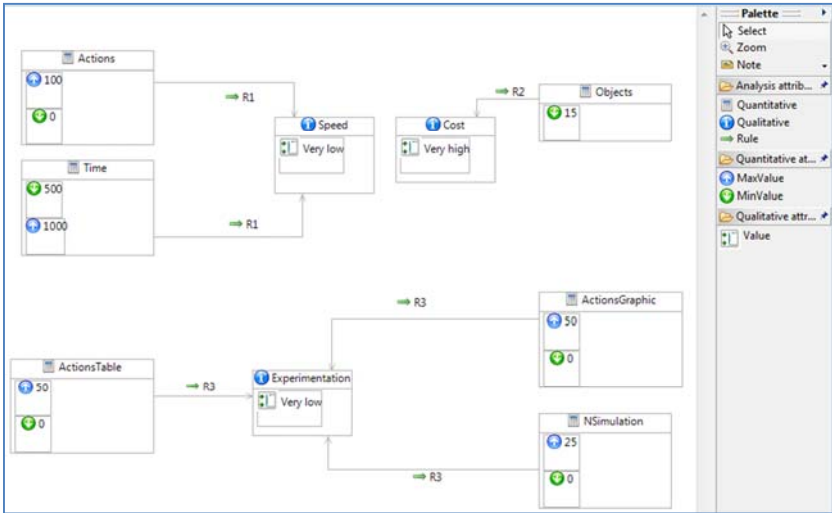 Actions
100
0
R1
Time
500
1000
R1
Speed
Very low
Cost
Very high
R2
Objects
15
ActionsTable
50
0
R3
Experimentation
Very low
R3
ActionsGraphic
50
0
NSimulation
25
0
R3
Palette
Select
Zoom
Note
Analysis attrib...
Quantitative
Qualitative
Rule
Quantitative at...
MaxValue
MinValue
Qualitative attr...
Value